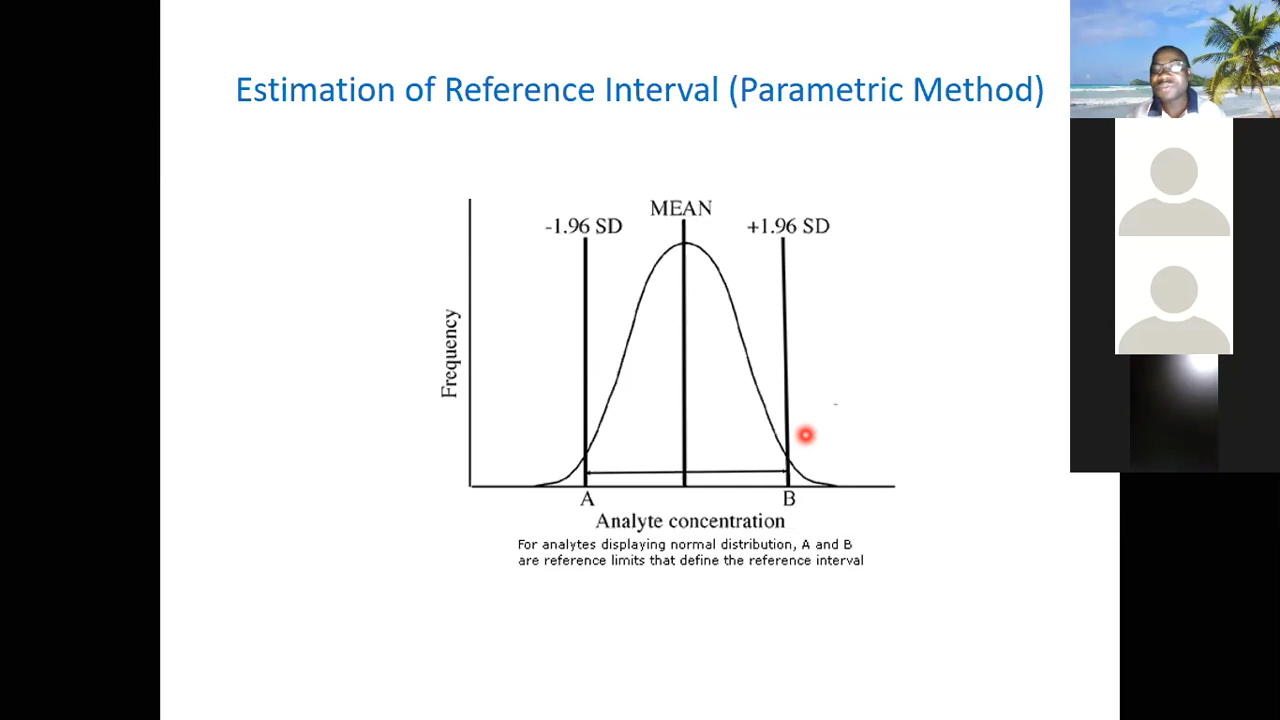 Estimation of Reference Interval (Parametric Method)
MEAN
-1.96 SD
+1.96 SD
Frequency
A
B
Analyte concentration
For analytes displaying normal distribution, A and B
are reference limits that define the reference interval